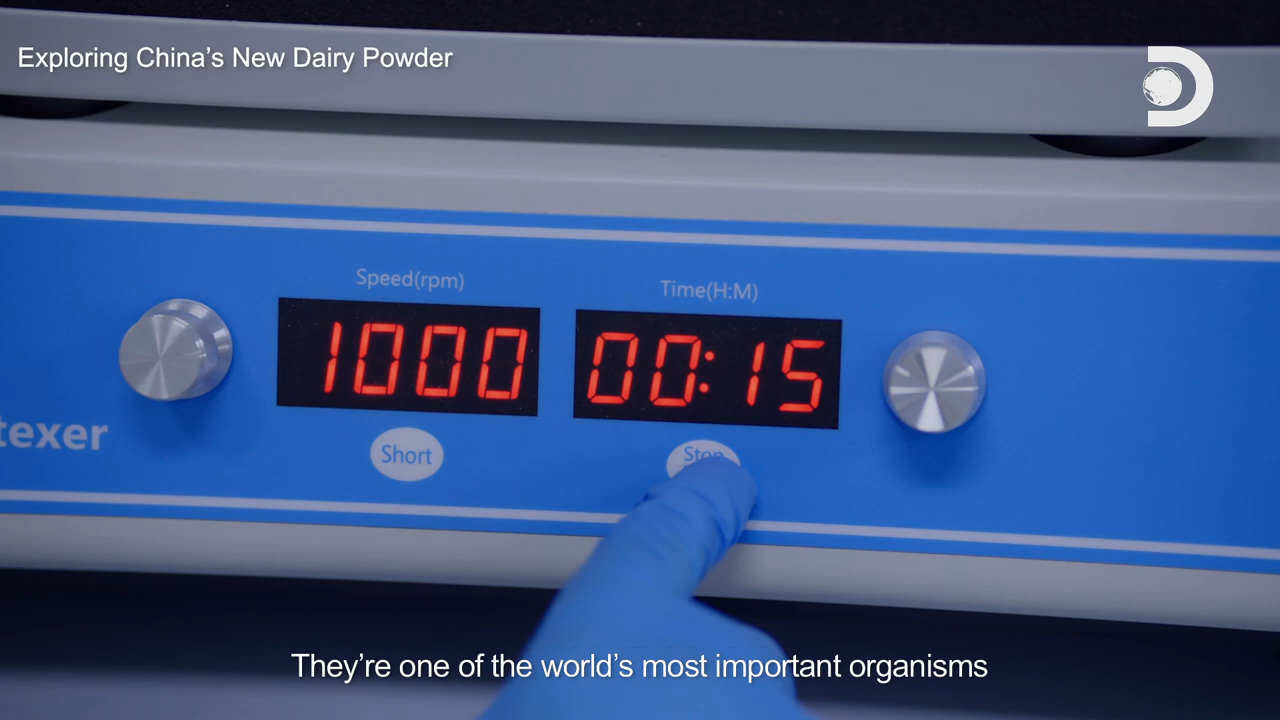 Exploring China's New Dairy Powder
Speed(rpm)
Time(H:M)
1000
00:15
texer
Short
Stop
They're one of the world's most important organisms